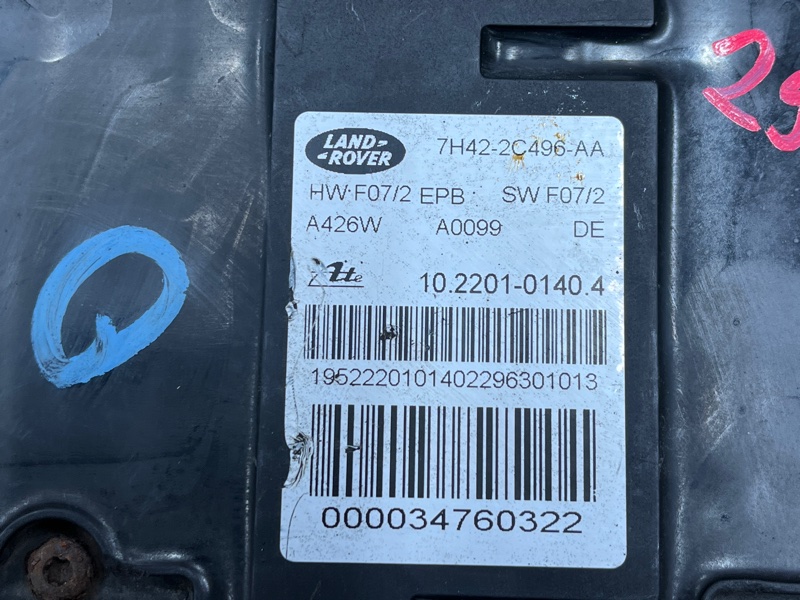 LAND-
-ROVER
7H42-2C496-AA
HW:F07/2 EPB SW F07/2
A426W A0099 DE
Ate 10.2201-0140.4
1952220101402296301013
000034760322